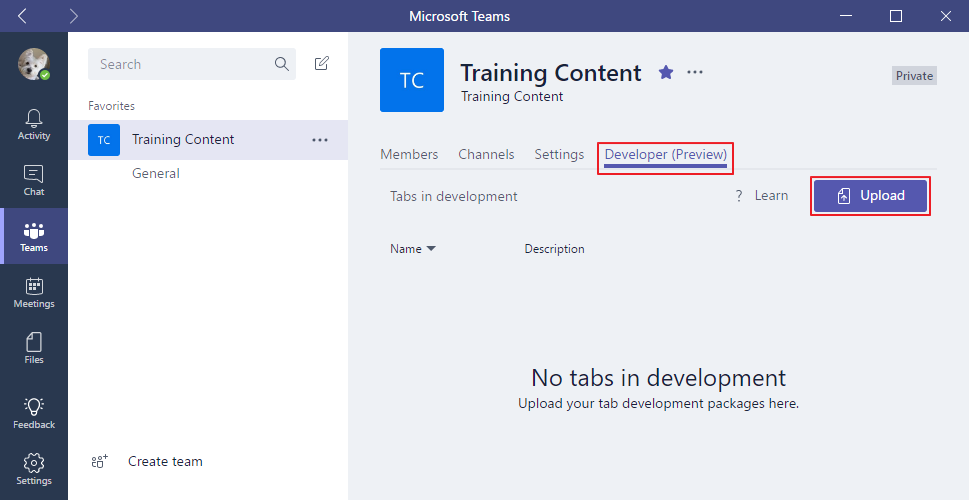 Microsoft Teams
Activity
Chat
Teams
Meetings
Files
Feedback
Settings
Search
Favorites
TC Training Content
General
Create team
TC
Training Content
Training Content
Private
Members Channels Settings Developer (Preview)
Tabs in development ? Learn Upload
Name Description
No tabs in development
Upload your tab development packages here.